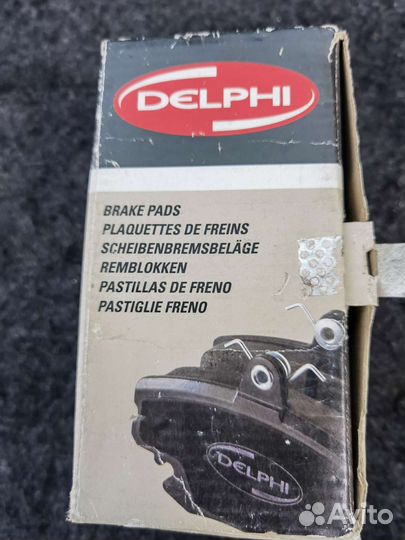 DELPHI
BRAKE PADS
PLAQUETTES DE FREINS
SCHEIBENBREMSBELÄGE
REMBLOKKEN
PASTILLAS DE FRENO
PASTIGLIE FRENO
DELPHI
Avito